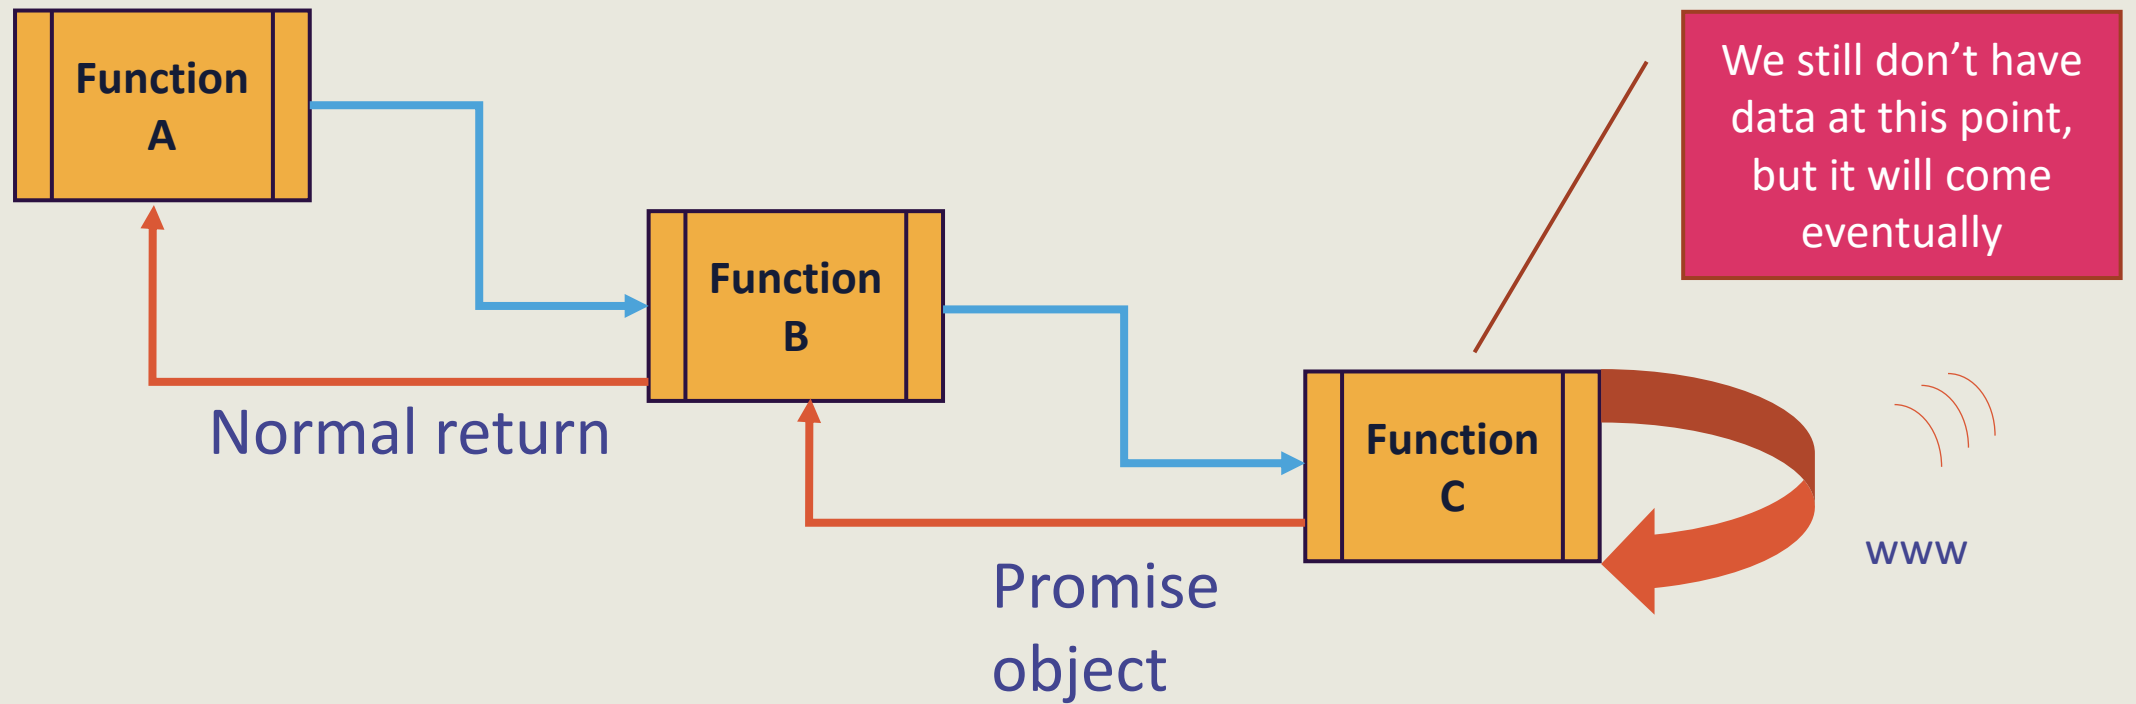 Function
A
We still don’t have
data at this point,
but it will come
eventually
Function
B
Normal return
Function
C
www
Promise
object